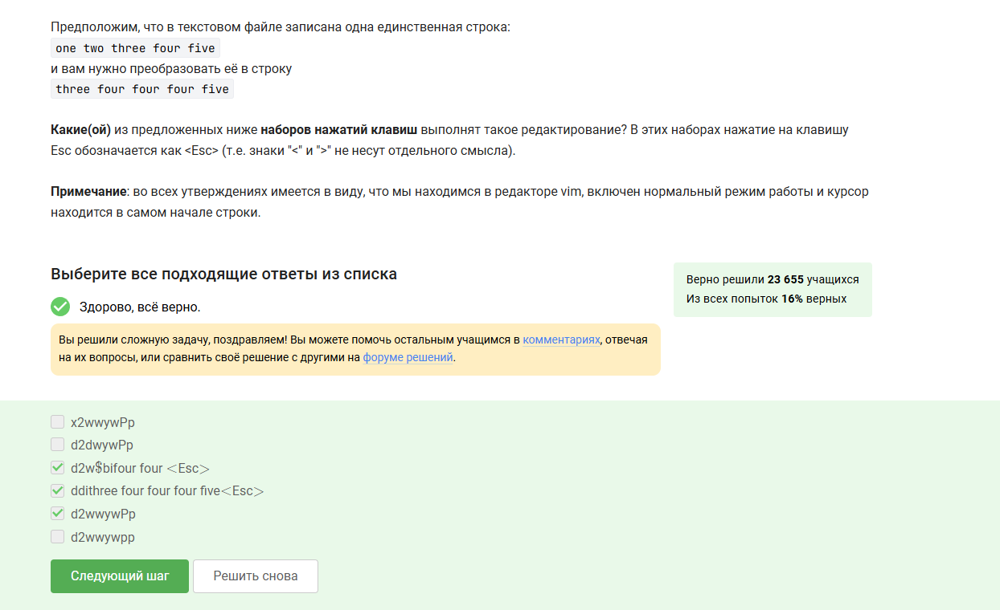 Предположим, что в текстовом файле записана одна единственная строка:
one two three four five
и вам нужно преобразовать её в строку
three four four four five
Какие(ой) из предложенных ниже наборов нажатий клавиш выполнят такое редактирование? В этих наборах нажатие на клавишу
Esc обозначается как <Esc> (т.е. знаки "<" и ">" не несут отдельного смысла).
Примечание: во всех утверждениях имеется в виду, что мы находимся в редакторе vim, включен нормальный режим работы и курсор
находится в самом начале строки.
Выберите все подходящие ответы из списка
Верно решили 23 655 учащихся
Из всех попыток 16% верных
Здорово, всё верно.
Вы решили сложную задачу, поздравляем! Вы можете помочь остальным учащимся в комментариях, отвечая
на их вопросы, или сравнить своё решение с другими на форуме решений.
x2wwywPp
d2dwywPp
d2w$bifour four <Esc>
ddithree four four four five<Esc>
d2wwywPp
d2wwywpp
Следующий шаг
Решить снова